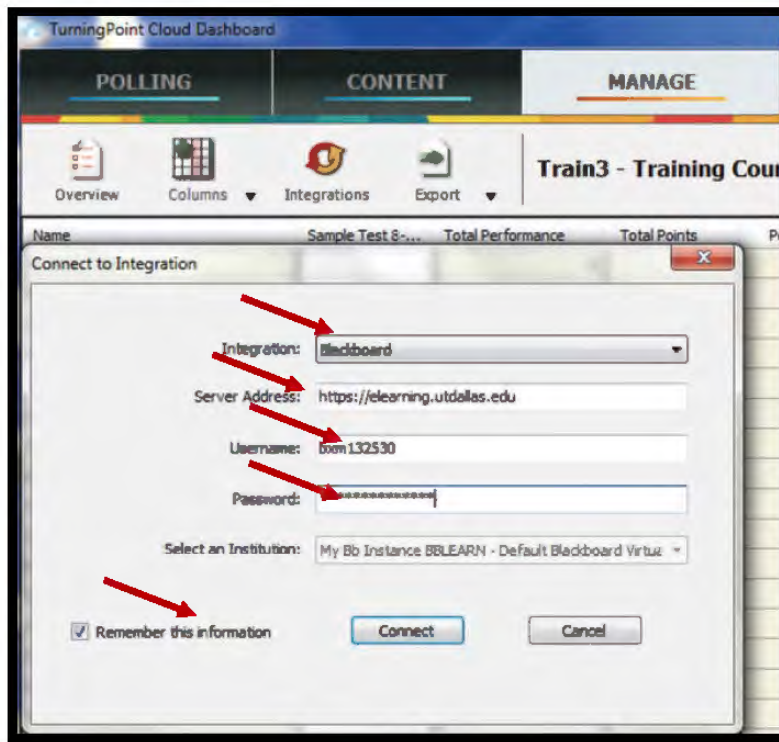 TurningPoint Cloud Dashboard
POLLING CONTENT MANAGE
Overview Columns Integrations Export
Train3 - Training Cour
Name Sample Test 8-... Total Performance Total Points
Connect to Integration
Integration: Blackboard
Server Address: https://elearning.utdallas.edu
Username:
Password: *************
Select an Institution: My Bb Instance BBLEARN - Default Blackboard Virtua
Remember this information Connect Cancel